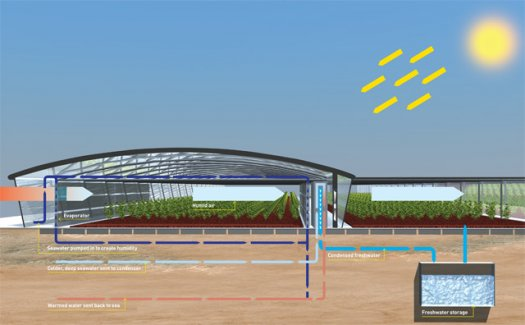 Humid air
Evaporator
Seawater pumped in to craple humidity
Colder, deep seawater sent to condenser
Condensed freshwater
Warmed water sent back to sea
Freshwater storage